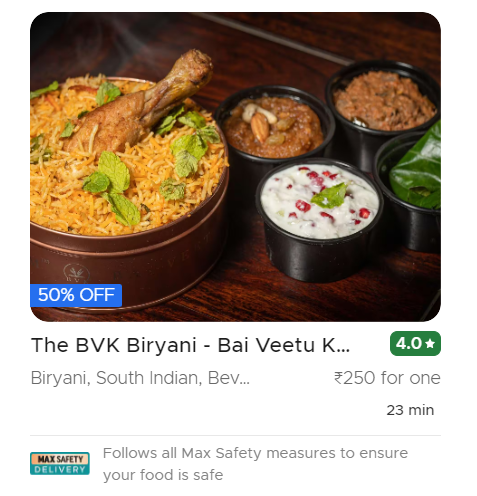 50% OFF
The BVK Biryani - Bai Veetu K...
4.0★
Biryani, South Indian, Bev...
₹250 for one
23 min
MAX SAFETY
DELIVERY
Follows all Max Safety measures to ensure
your food is safe